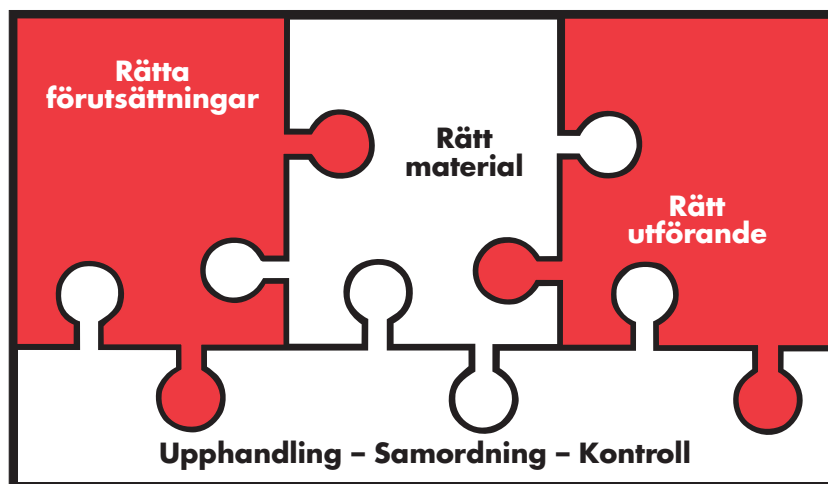 Rätta
förutsättningar
Rätt
material
Rätt
utförande
Upphandling – Samordning – Kontroll